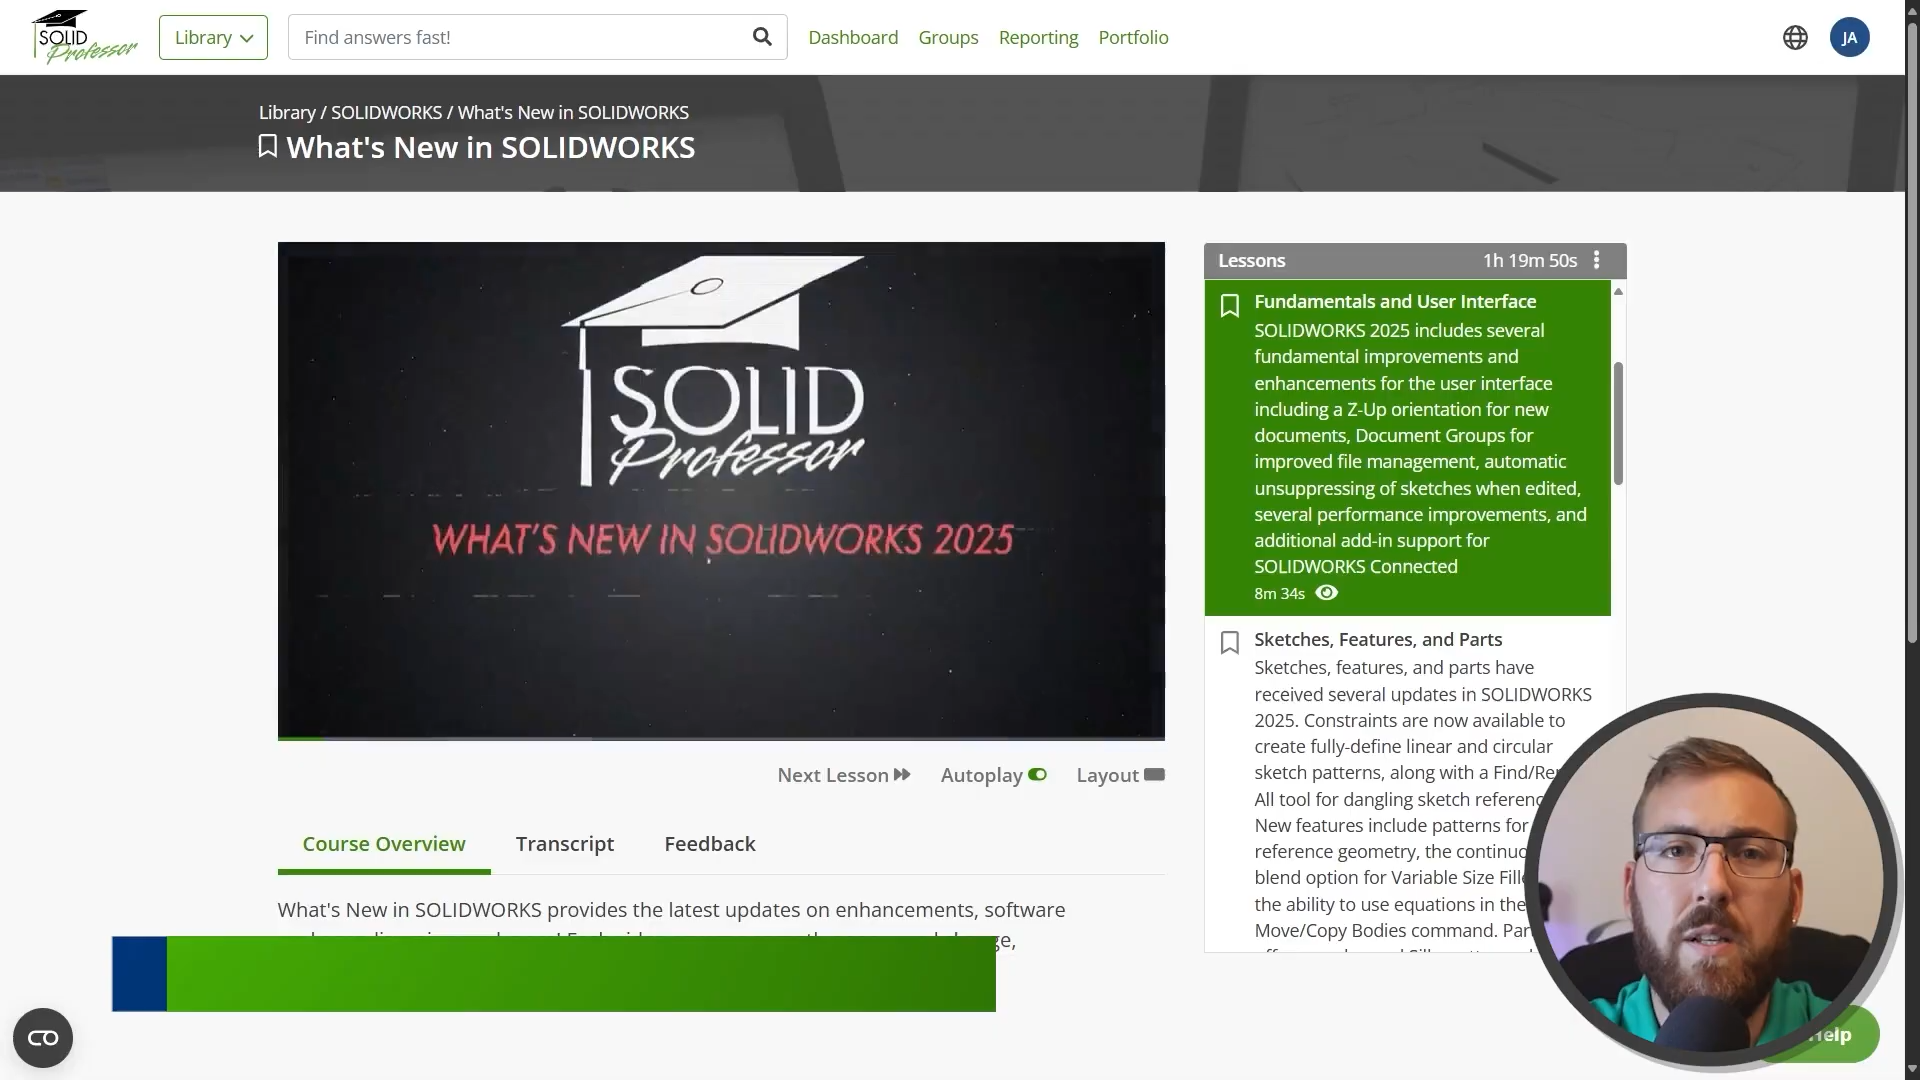 SOLID
Professor
Library
Find answers fast!
Dashboard
Groups
Reporting
Portfolio
JA
Library / SOLIDWORKS / What's New in SOLIDWORKS
What's New in SOLIDWORKS
SOLID
Professor
WHAT'S NEW IN SOLIDWORKS 2025
Next Lesson
Autoplay
Layout
Course Overview
Transcript
Feedback
What's New in SOLIDWORKS provides the latest updates on enhancements, software
Lessons
1h 19m 50s
Fundamentals and User Interface
SOLIDWORKS 2025 includes several
fundamental improvements and
enhancements for the user interface
including a Z-Up orientation for new
documents, Document Groups for
improved file management, automatic
unsuppressing of sketches when edited,
several performance improvements, and
additional add-in support for
SOLIDWORKS Connected
8m 34s
Sketches, Features, and Parts
Sketches, features, and parts have
received several updates in SOLIDWORKS
2025. Constraints are now available to
create fully-define linear and circular
sketch patterns, along with a
All tool for dangling sketch
New features include patterns for
reference geometry, the
blend option for Variable Size
the ability to use equations in the
Move/Copy Bodies command.